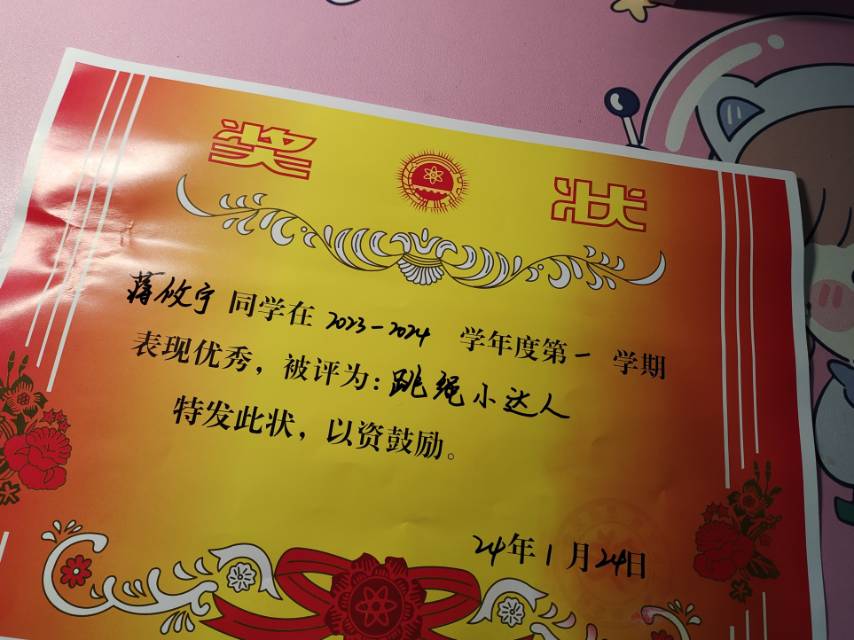 奖 状
蒋攸宁 同学在 2023-2024 学年度第一 学期
表现优秀，被评为：跳绳小达人
特发此状，以资鼓励。
24年1月24日